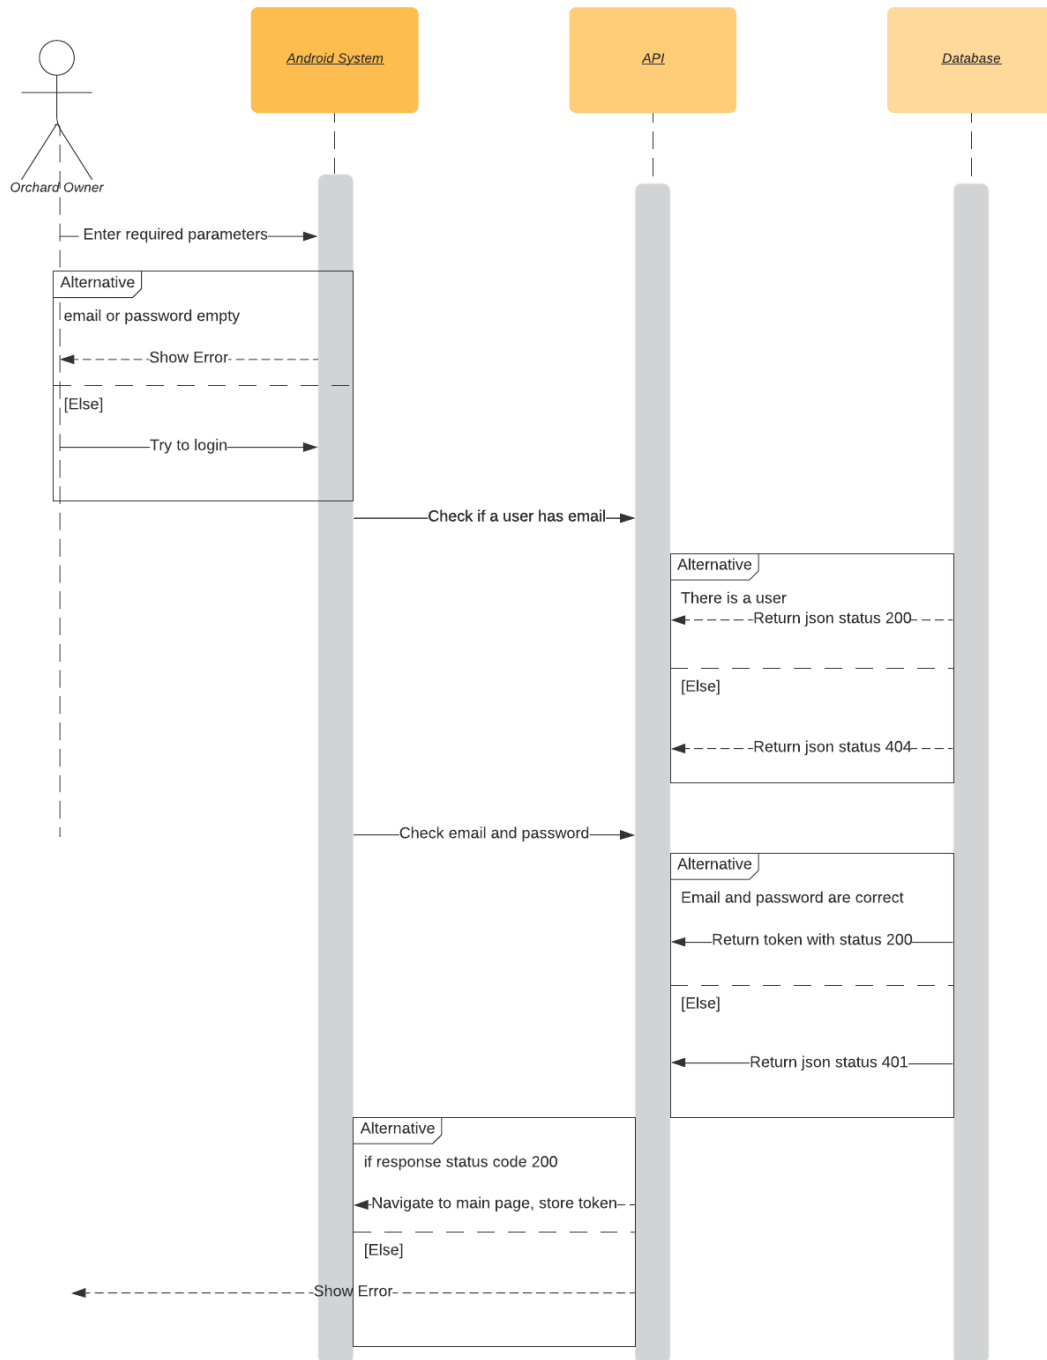 Android System
API
Database
Orchard Owner
Enter required parameters
Alternative
email or password empty
Show Error
[Else]
Try to login
Check if a user has email
Alternative
There is a user
Return json status 200
[Else]
Return json status 404
Check email and password
Alternative
Email and password are correct
Return token with status 200
[Else]
Return json status 401
Alternative
if response status code 200
Navigate to main page, store token
[Else]
Show Error